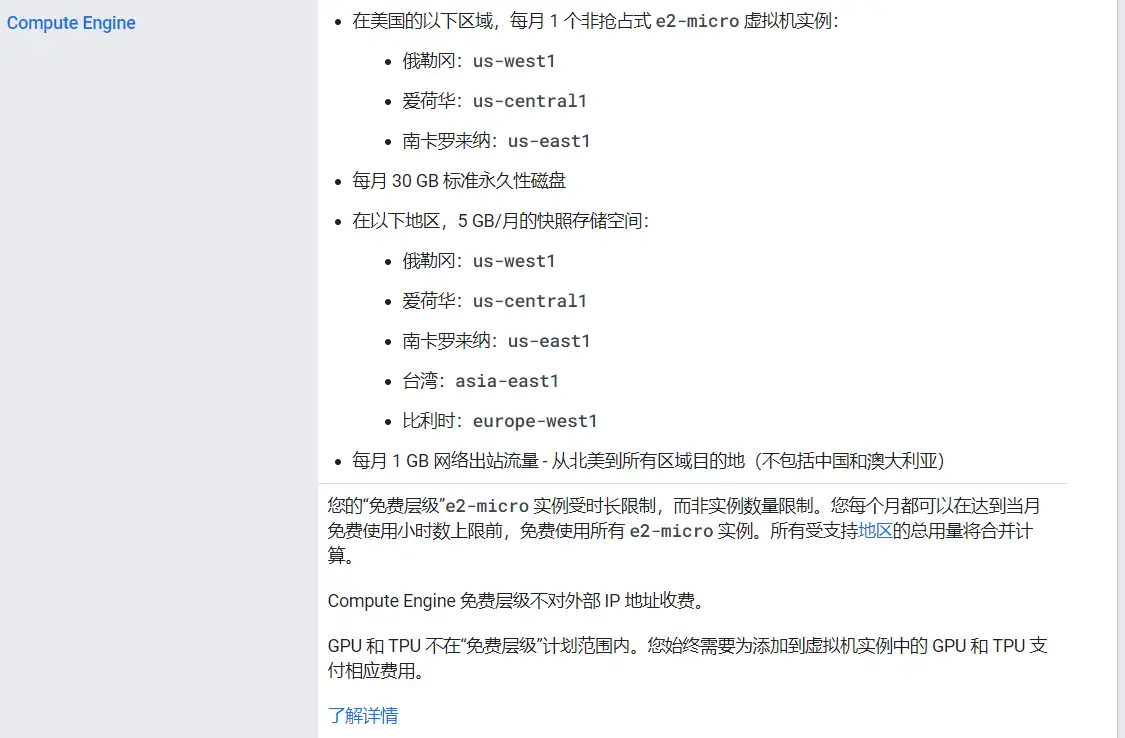 Compute Engine
在美国的以下区域，每月 1 个非抢占式 e2-micro 虚拟机实例：
俄勒冈：us-west1
爱荷华：us-central1
南卡罗来纳：us-east1
每月 30 GB 标准永久性磁盘
在以下地区，5 GB/月的快照存储空间：
俄勒冈：us-west1
爱荷华：us-central1
南卡罗来纳：us-east1
台湾：asia-east1
比利时：europe-west1
每月 1 GB 网络出站流量 - 从北美到所有区域目的地（不包括中国和澳大利亚）
您的“免费层级”e2-micro 实例受时长限制，而非实例数量限制。您每个月都可以在达到当月
免费使用小时数上限前，免费使用所有 e2-micro 实例。所有受支持地区的总用量将合并计
算。
Compute Engine 免费层级不对外部 IP 地址收费。
GPU 和 TPU 不在“免费层级”计划范围内。您始终需要为添加到虚拟机实例中的 GPU 和 TPU 支
付相应费用。
了解详情